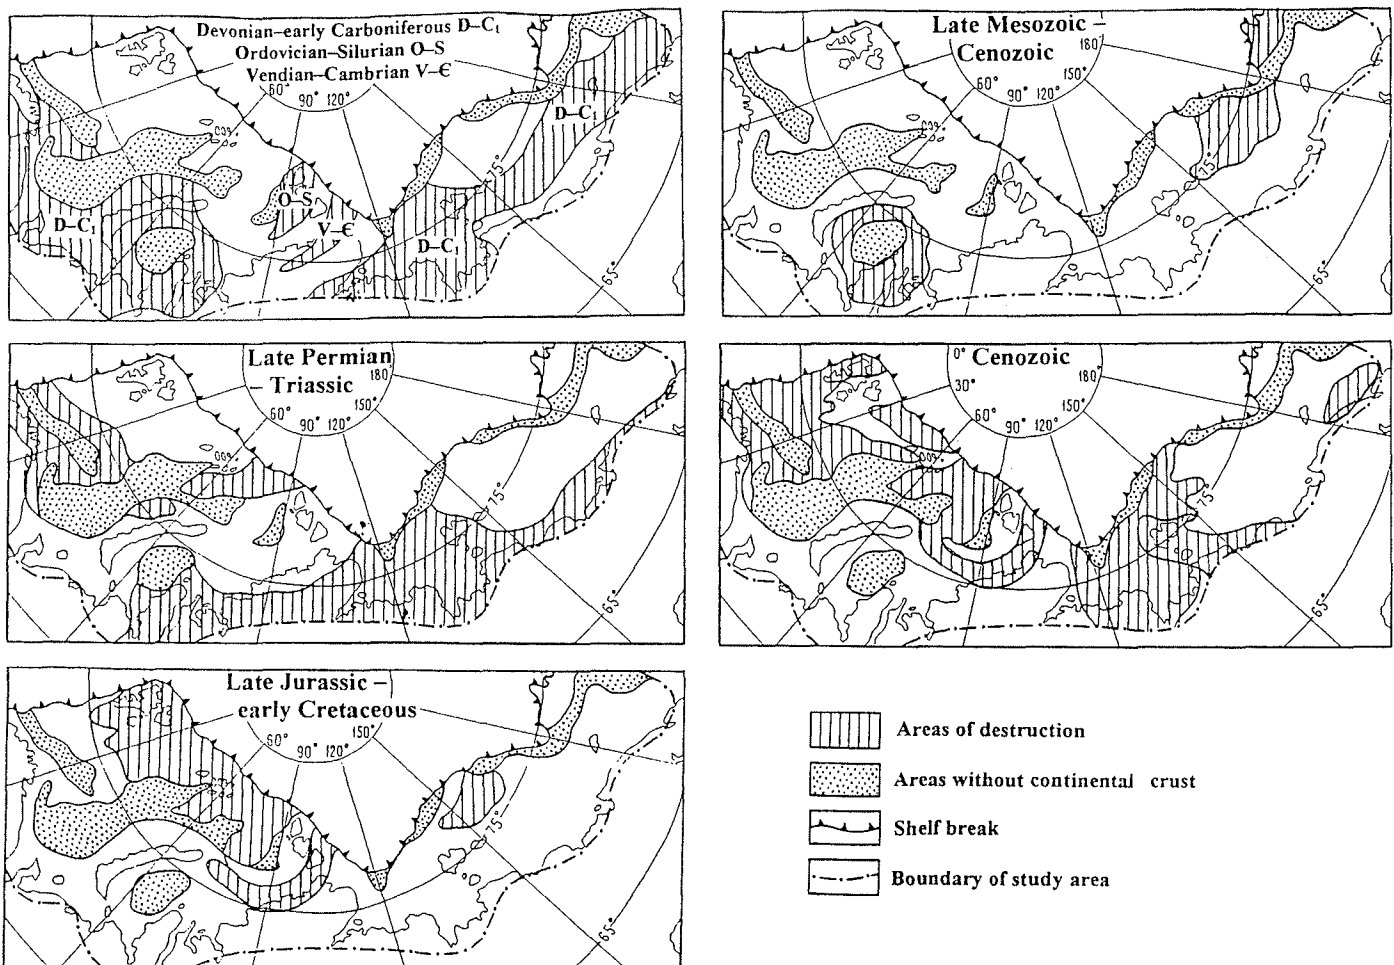 Devonian–early Carboniferous D–C₁
Ordovician–Silurian O–S
Vendian–Cambrian V–Є
60° 90° 120°
D–C₁
75°
O–S
D–C₁
V–Є
D–C₁
65°
Late Mesozoic –
Cenozoic
180°
60° 90° 120° 150°
75°
65°
Late Permian
– Triassic
180°
60° 90° 120° 150°
75°
65°
0° Cenozoic
30° 180°
60° 90° 120° 150°
75°
65°
Late Jurassic –
early Cretaceous
60° 90° 120° 150°
75°
65°
Areas of destruction
Areas without continental crust
Shelf break
Boundary of study area